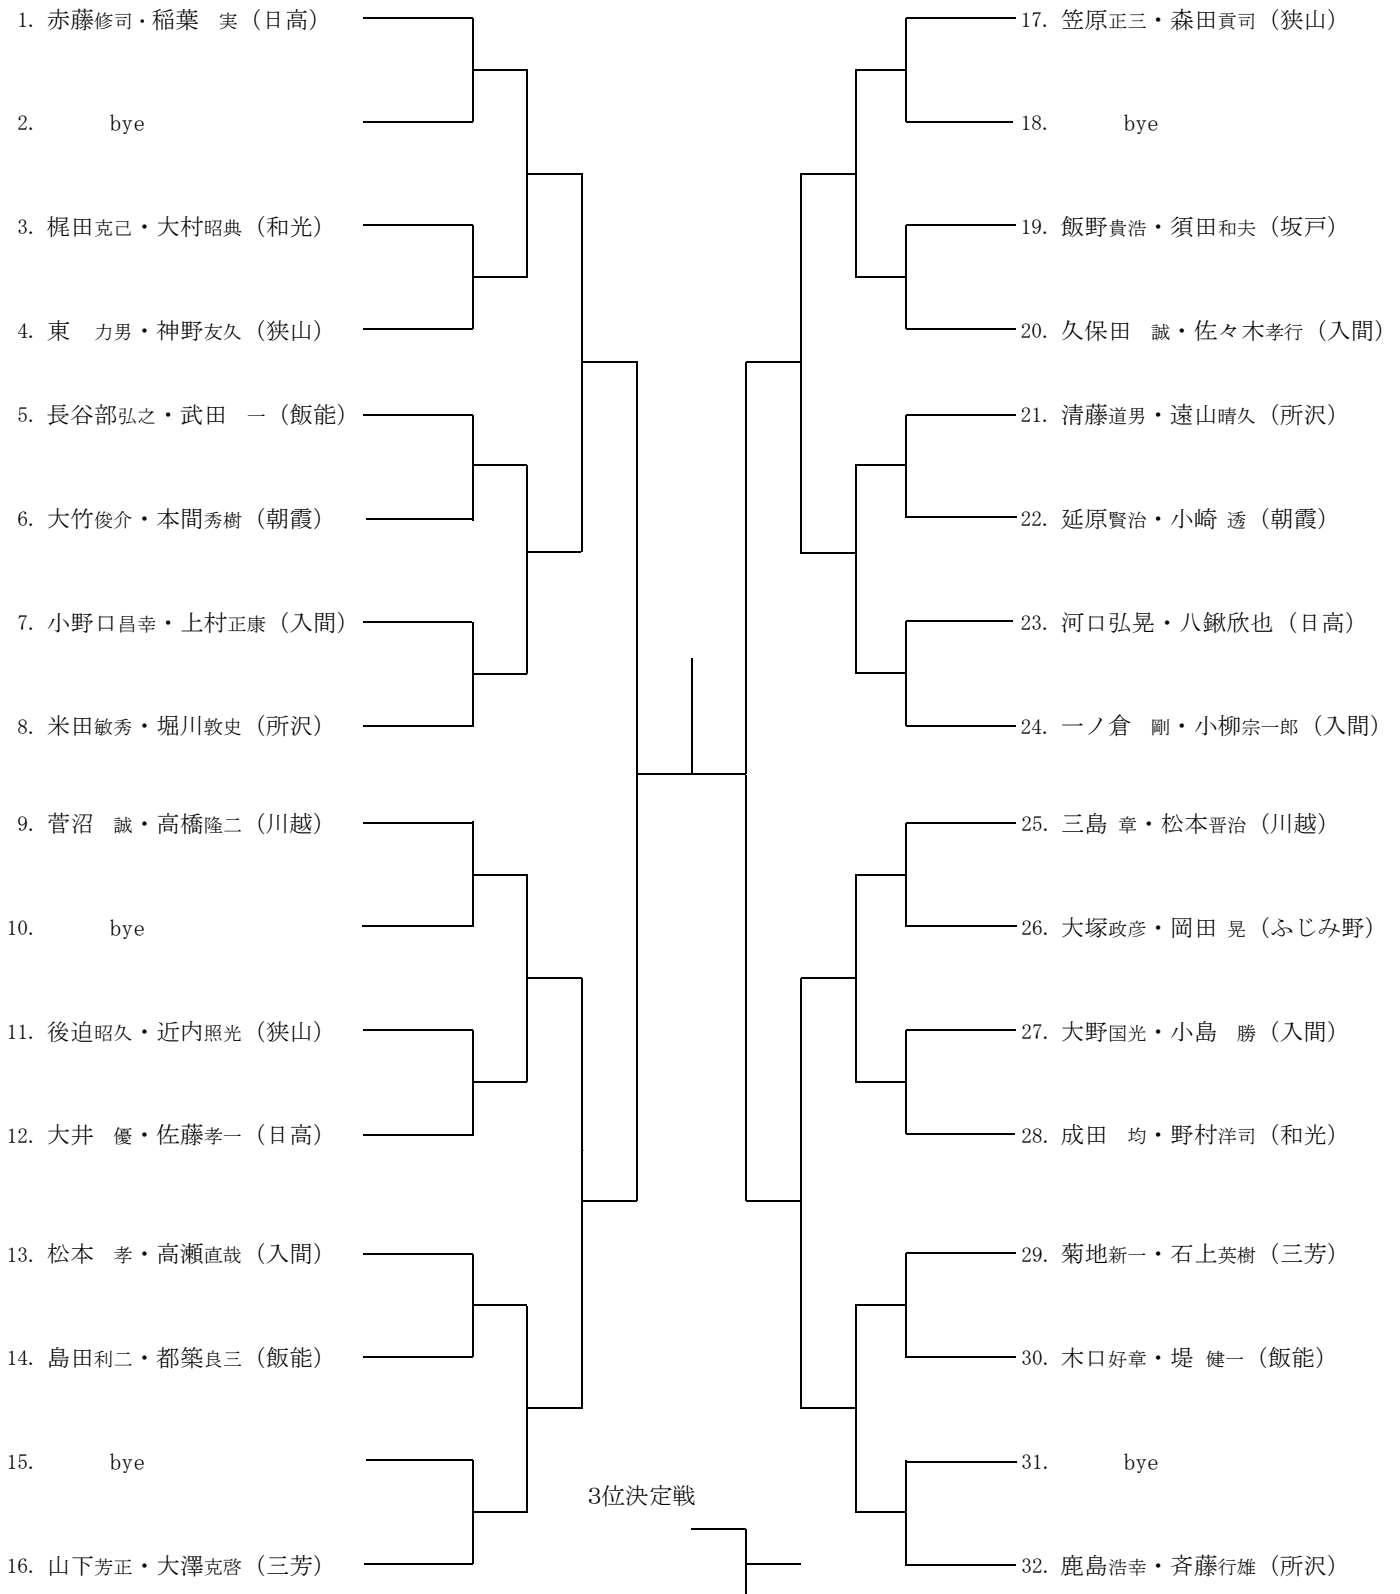 1. 赤藤修司・稲葉　実（日高）
2. bye
3. 梶田克己・大村昭典（和光）
4. 東　力男・神野友久（狭山）
5. 長谷部弘之・武田　一（飯能）
6. 大竹俊介・本間秀樹（朝霞）
7. 小野口昌幸・上村正康（入間）
8. 米田敏秀・堀川敦史（所沢）
9. 菅沼　誠・高橋隆二（川越）
10. bye
11. 後迫昭久・近内照光（狭山）
12. 大井　優・佐藤孝一（日高）
13. 松本　孝・高瀬直哉（入間）
14. 島田利二・都築良三（飯能）
15. bye
16. 山下芳正・大澤克啓（三芳）
3位決定戦
17. 笠原正三・森田貢司（狭山）
18. bye
19. 飯野貴浩・須田和夫（坂戸）
20. 久保田　誠・佐々木孝行（入間）
21. 清藤道男・遠山晴久（所沢）
22. 延原賢治・小崎 透（朝霞）
23. 河口弘晃・八鍬欣也（日高）
24. 一ノ倉　剛・小柳宗一郎（入間）
25. 三島 章・松本晋治（川越）
26. 大塚政彦・岡田 晃（ふじみ野）
27. 大野国光・小島　勝（入間）
28. 成田　均・野村洋司（和光）
29. 菊地新一・石上英樹（三芳）
30. 木口好章・堤 健一（飯能）
31. bye
32. 鹿島浩幸・斉藤行雄（所沢）